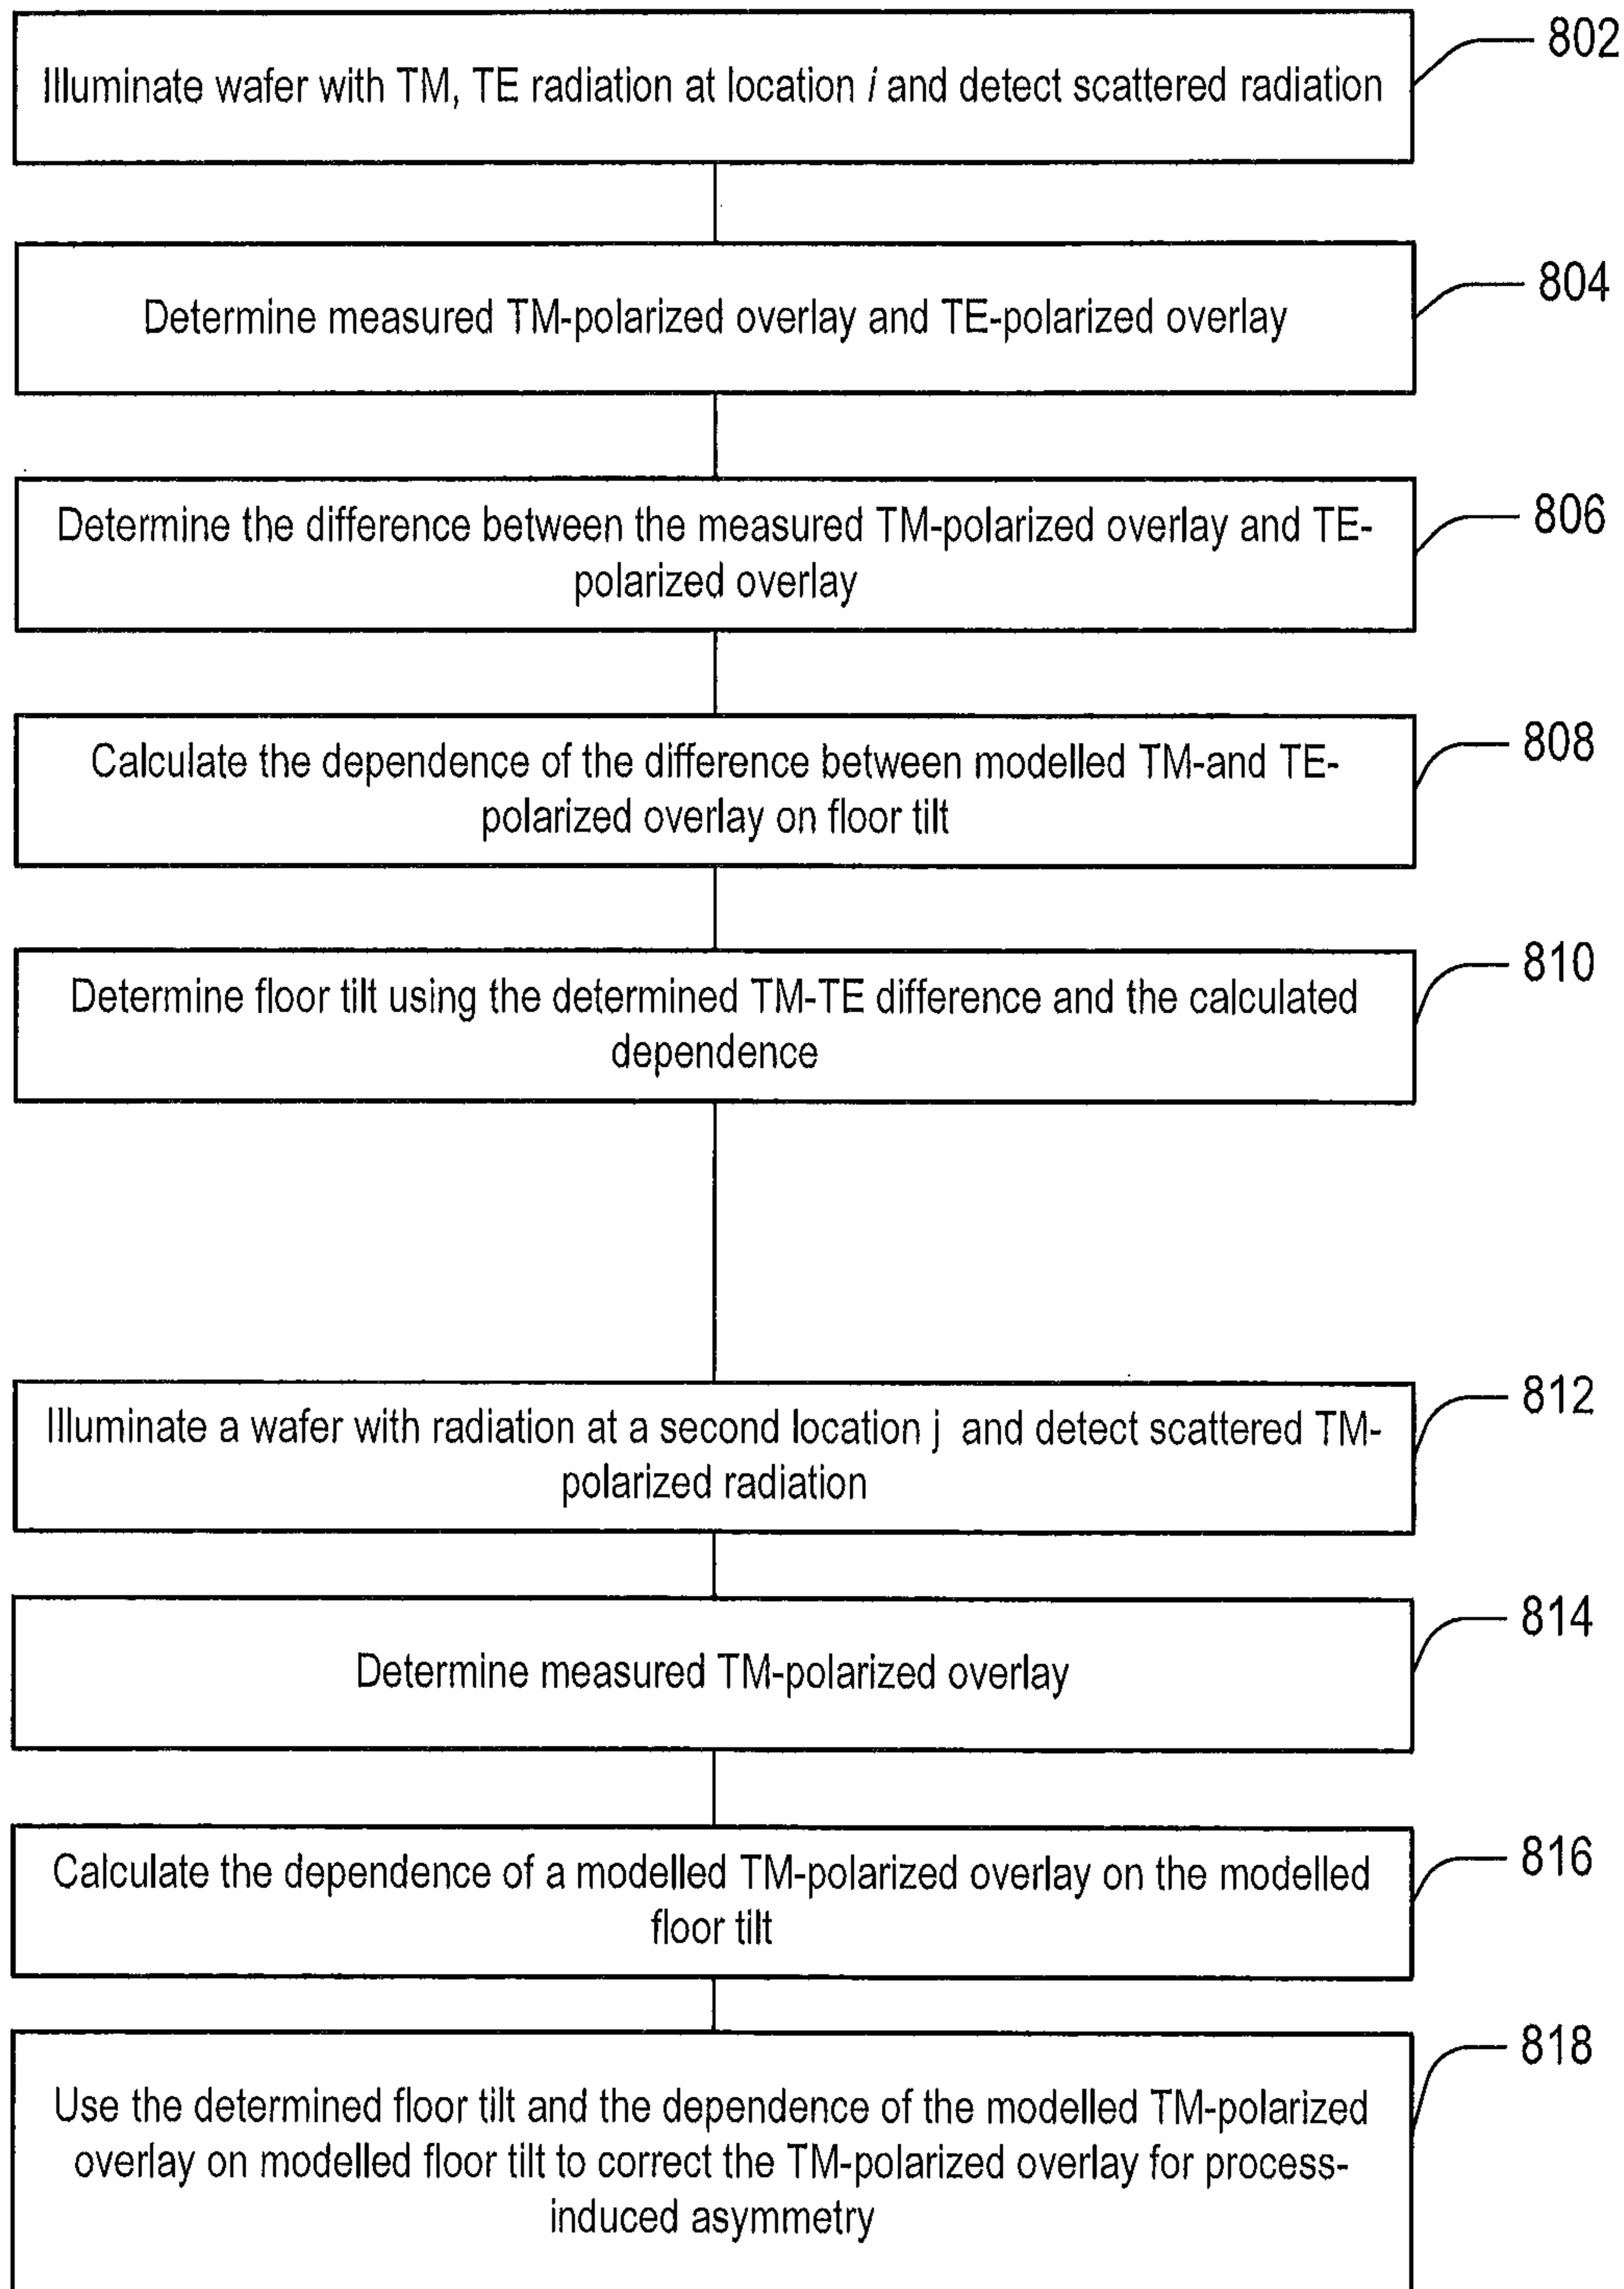 Illuminate wafer with TM, TE radiation at location i and detect scattered radiation
802
Determine measured TM-polarized overlay and TE-polarized overlay
804
Determine the difference between the measured TM-polarized overlay and TE-
polarized overlay
806
Calculate the dependence of the difference between modelled TM-and TE-
polarized overlay on floor tilt
808
Determine floor tilt using the determined TM-TE difference and the calculated
dependence
810
Illuminate a wafer with radiation at a second location j and detect scattered TM-
polarized radiation
812
Determine measured TM-polarized overlay
814
Calculate the dependence of a modelled TM-polarized overlay on the modelled
floor tilt
816
Use the determined floor tilt and the dependence of the modelled TM-polarized
overlay on modelled floor tilt to correct the TM-polarized overlay for process-
induced asymmetry
818